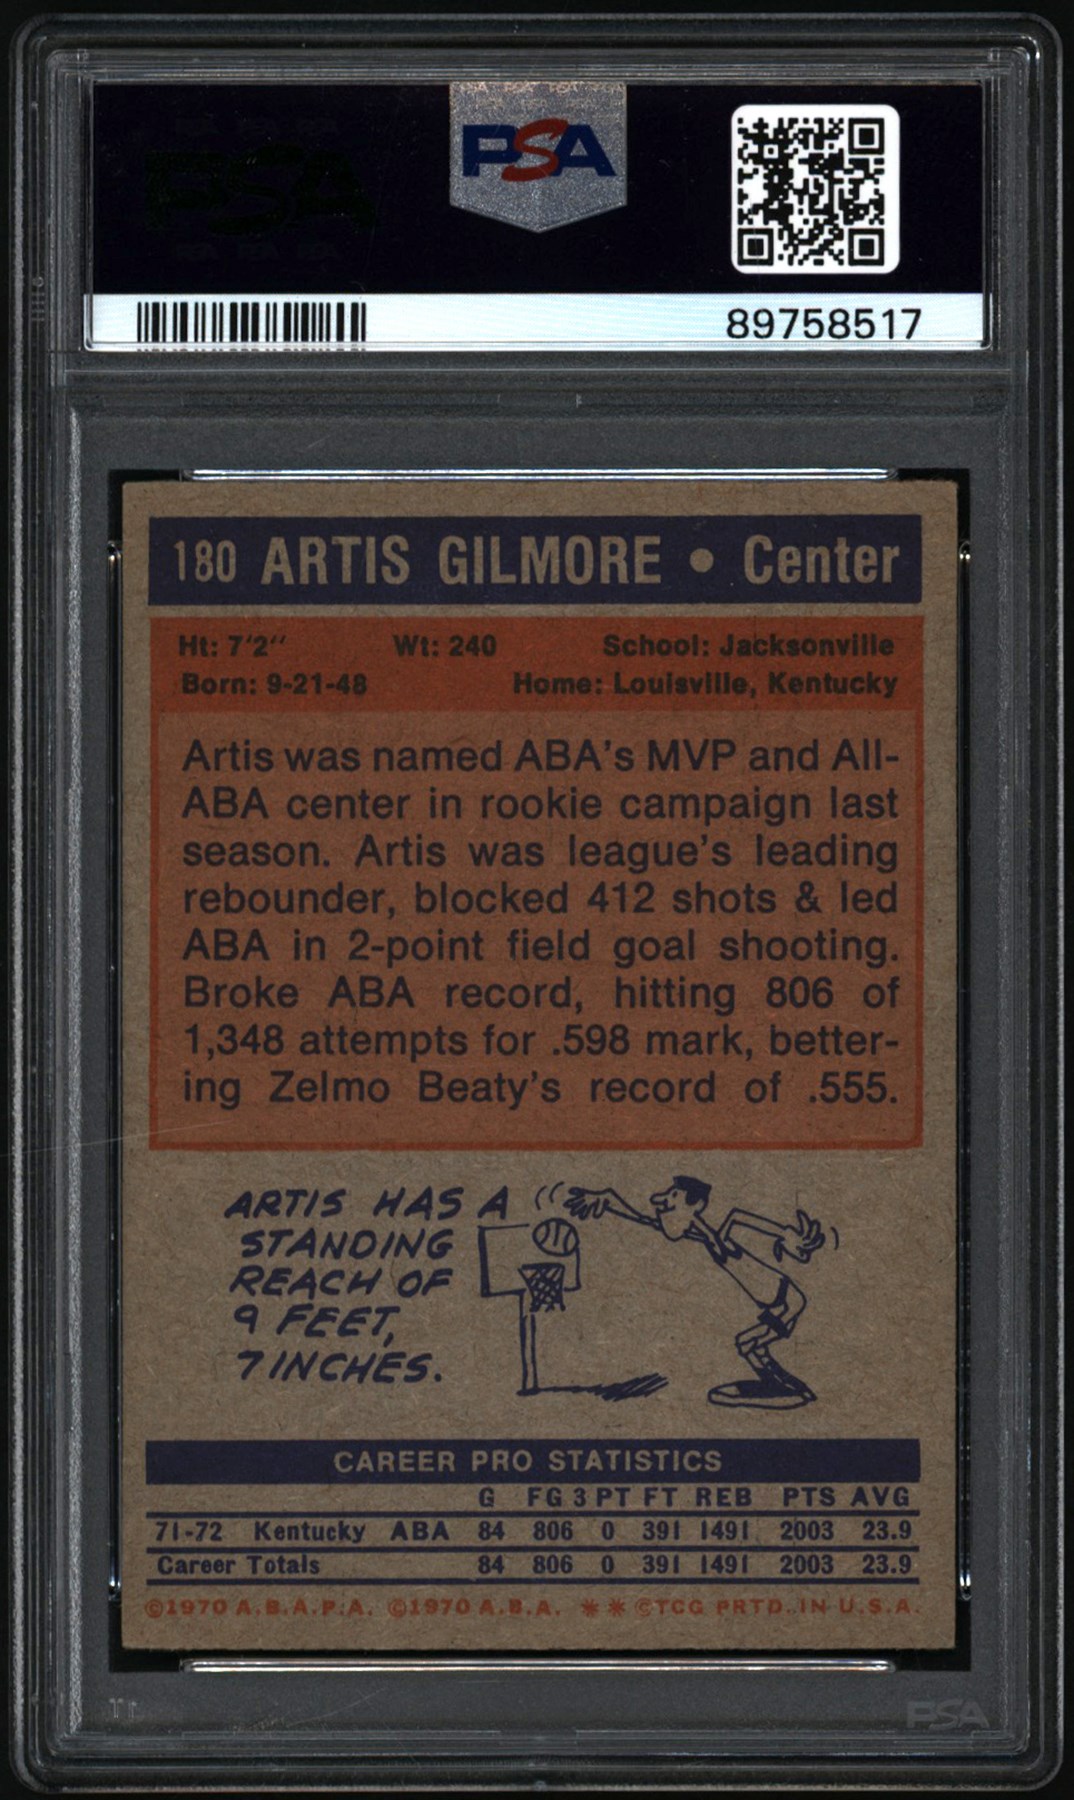 PSA
89758517
180 ARTIS GILMORE • Center
Ht: 7'2" Wt: 240 School: Jacksonville
Born: 9-21-48 Home: Louisville, Kentucky
Artis was named ABA's MVP and All-
ABA center in rookie campaign last
season. Artis was league's leading
rebounder, blocked 412 shots & led
ABA in 2-point field goal shooting.
Broke ABA record, hitting 806 of
1,348 attempts for .598 mark, better-
ing Zelmo Beaty's record of .555.
ARTIS HAS A
STANDING
REACH OF
9 FEET,
7 INCHES.
CAREER PRO STATISTICS
G FG 3 PT FT REB PTS AVG
71-72 Kentucky ABA 84 806 0 391 1491 2003 23.9
Career Totals 84 806 0 391 1491 2003 23.9
©1970 A.B.A.P.A. ©1970 A.B.A. ** ©TCG PRTD. IN U.S.A.
PSA